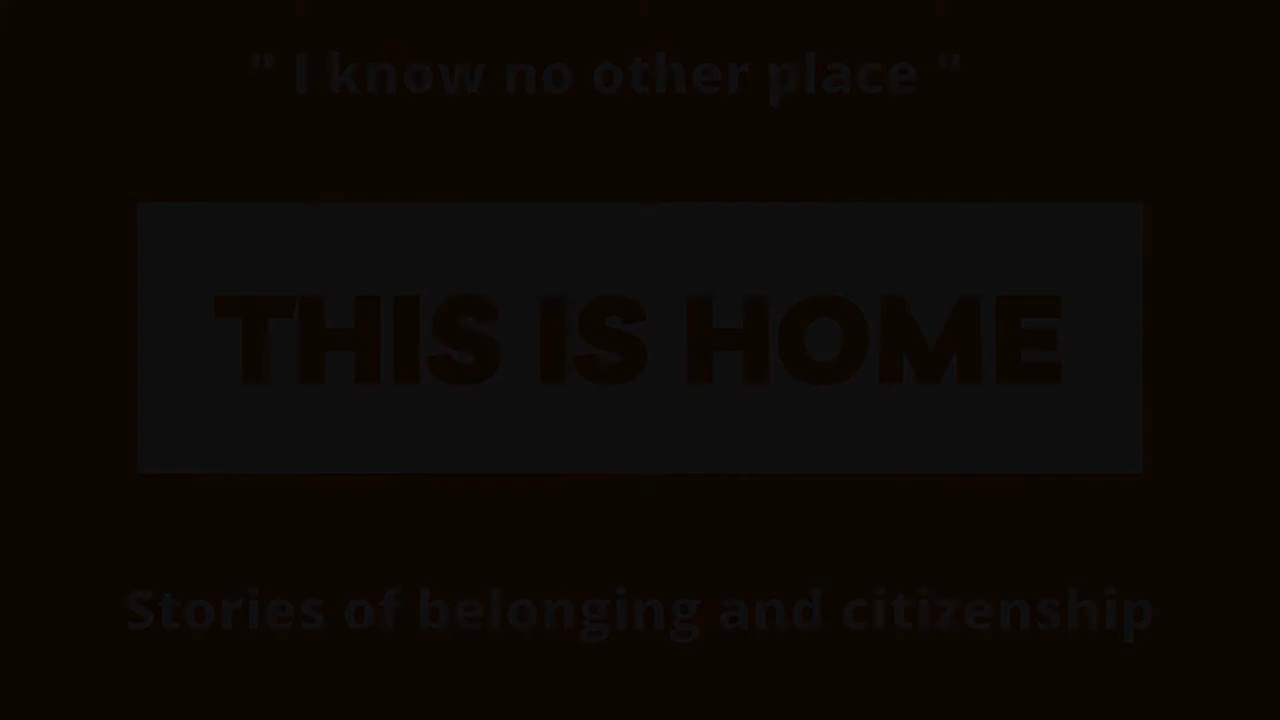 " I know no other place "
THIS IS HOME
Stories of belonging and citizenship